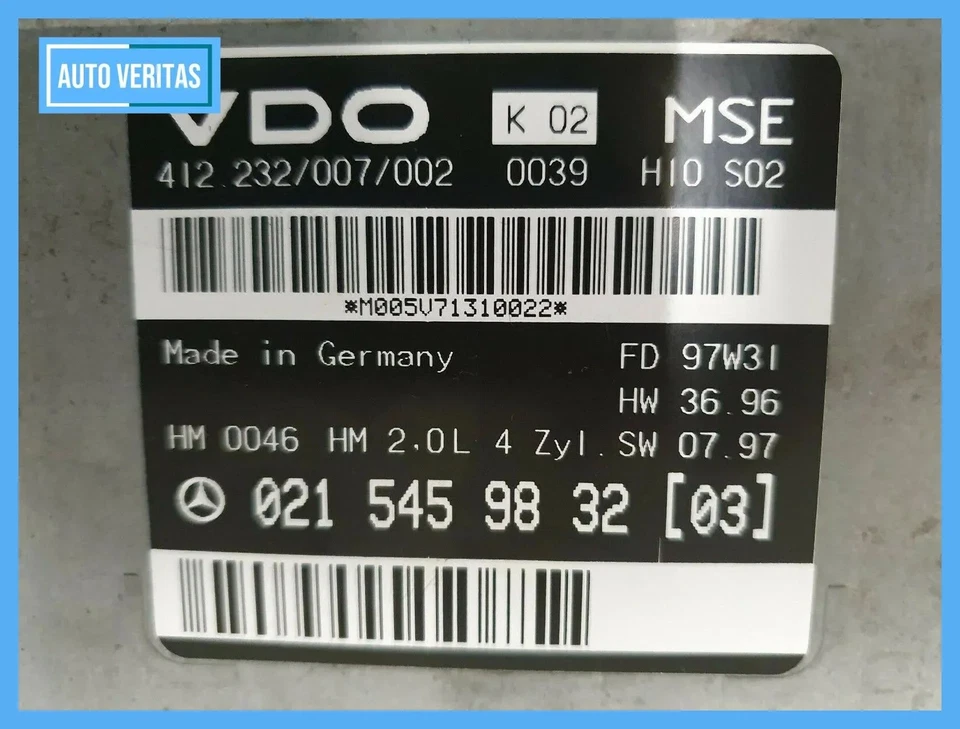 AUTO VERITAS
VDO K 02 MSE
412.232/007/002 0039 H10 S02
*M005V71310022*
Made in Germany FD 97W31
HW 36.96
HM 0046 HM 2.0L 4 Zyl. SW 07.97
021 545 98 32 [03]